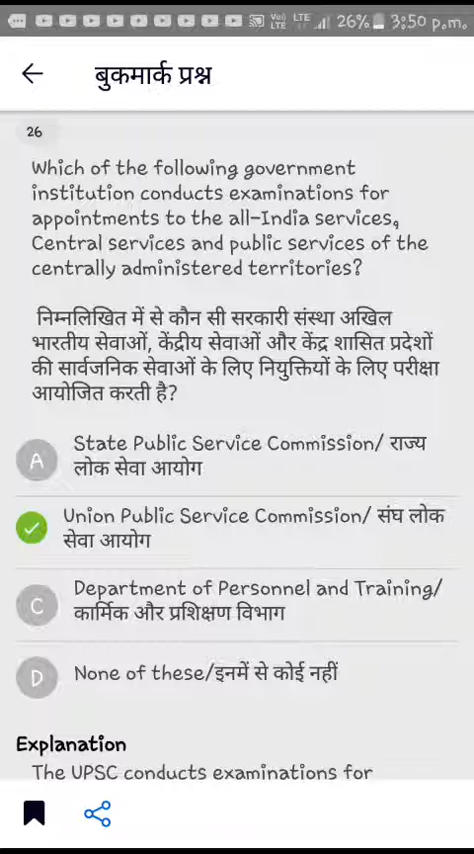 Vo)) LTE LTE 26% 3:50 p.m.
बुकमार्क प्रश्न
26
Which of the following government
institution conducts examinations for
appointments to the all-India services,
Central services and public services of the
centrally administered territories?
निम्नलिखित में से कौन सी सरकारी संस्था अखिल
भारतीय सेवाओं, केंद्रीय सेवाओं और केंद्र शासित प्रदेशों
की सार्वजनिक सेवाओं के लिए नियुक्तियों के लिए परीक्षा
आयोजित करती है?
A State Public Service Commission/ राज्य
लोक सेवा आयोग
Union Public Service Commission/ संघ लोक
सेवा आयोग
C Department of Personnel and Training/
कार्मिक और प्रशिक्षण विभाग
D None of these/इनमें से कोई नहीं
Explanation
The UPSC conducts examinations for